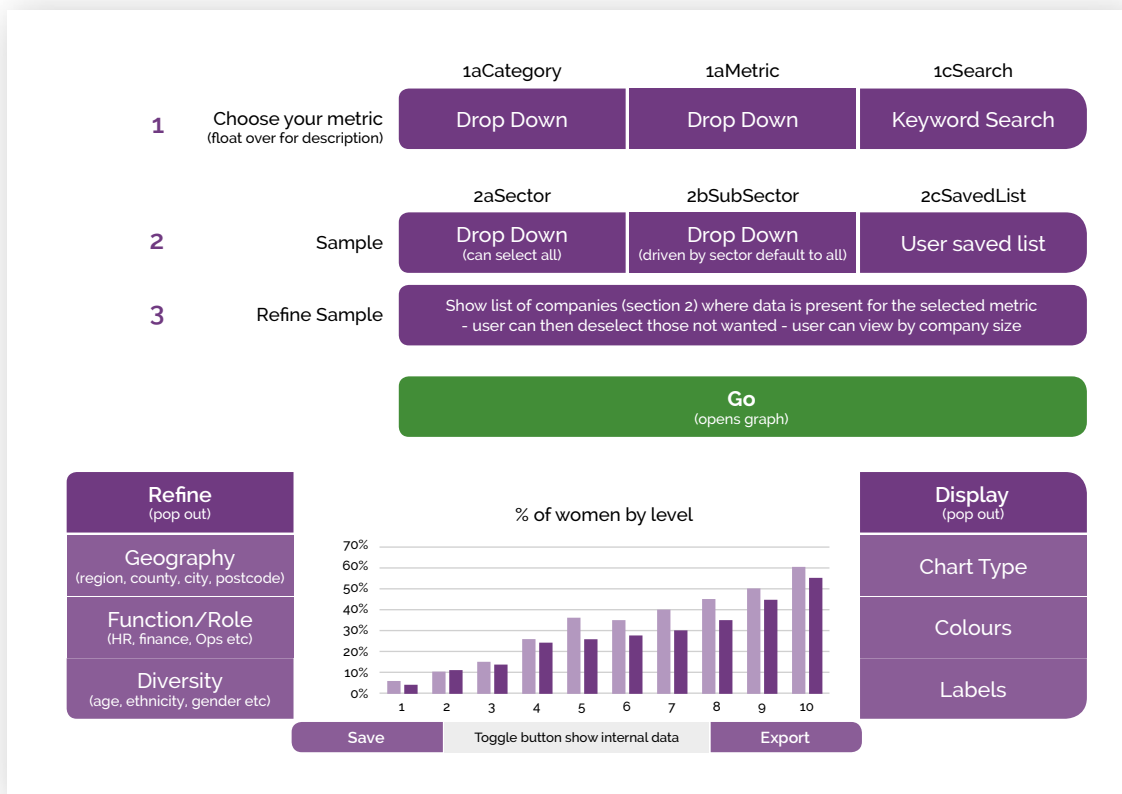 1aCategory
1aMetric
1cSearch
1
Choose your metric
(float over for description)
Drop Down
Drop Down
Keyword Search
2aSector
2bSubSector
2cSavedList
2
Sample
Drop Down
(can select all)
Drop Down
(driven by sector default to all)
User saved list
3
Refine Sample
Show list of companies (section 2) where data is present for the selected metric
- user can then deselect those not wanted - user can view by company size
Go
(opens graph)
Refine
(pop out)
Geography
(region, county, city, postcode)
Function/Role
(HR, finance, Ops etc)
Diversity
(age, ethnicity, gender etc)
% of women by level
70%
60%
50%
40%
30%
20%
10%
0%
1 2 3 4 5 6 7 8 9 10
Display
(pop out)
Chart Type
Colours
Labels
Save
Toggle button show internal data
Export